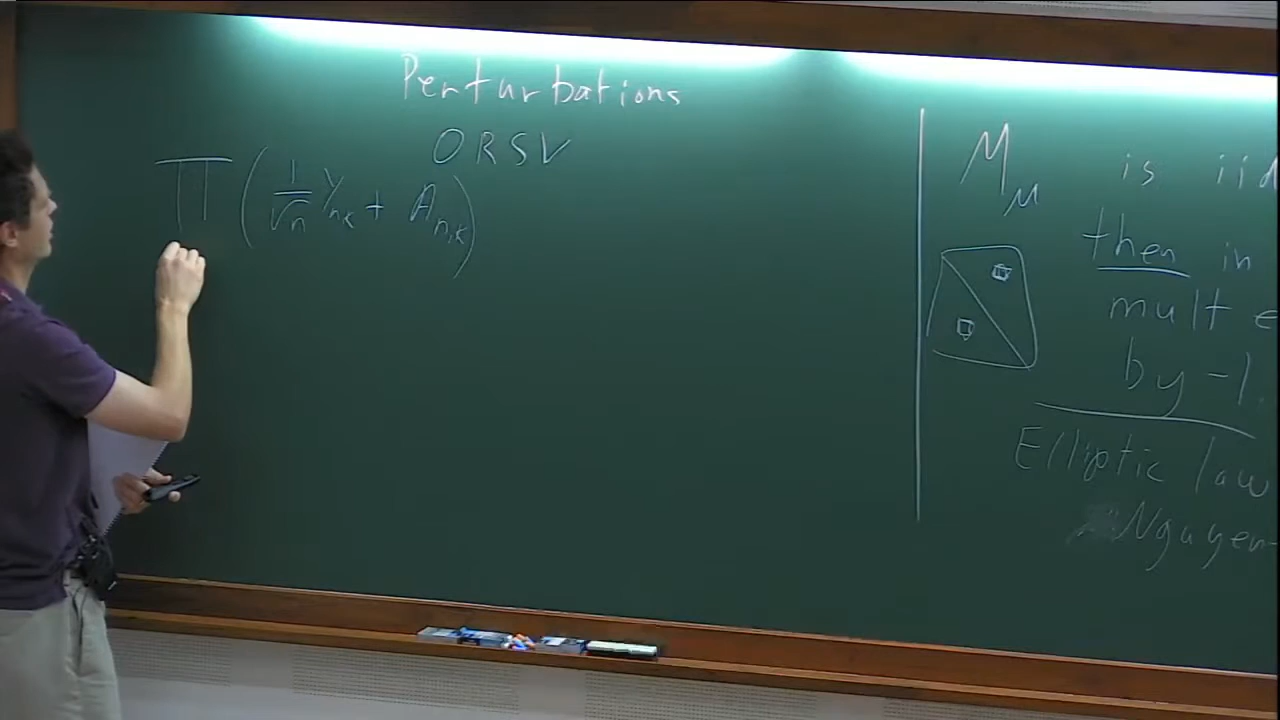 Perturbations
ORSV
∏ ( 1/√n Y_{n,k} + A_{n,k} )
M_μ is iid
then in
mult e
by -1.
Elliptic law
Nguyen-